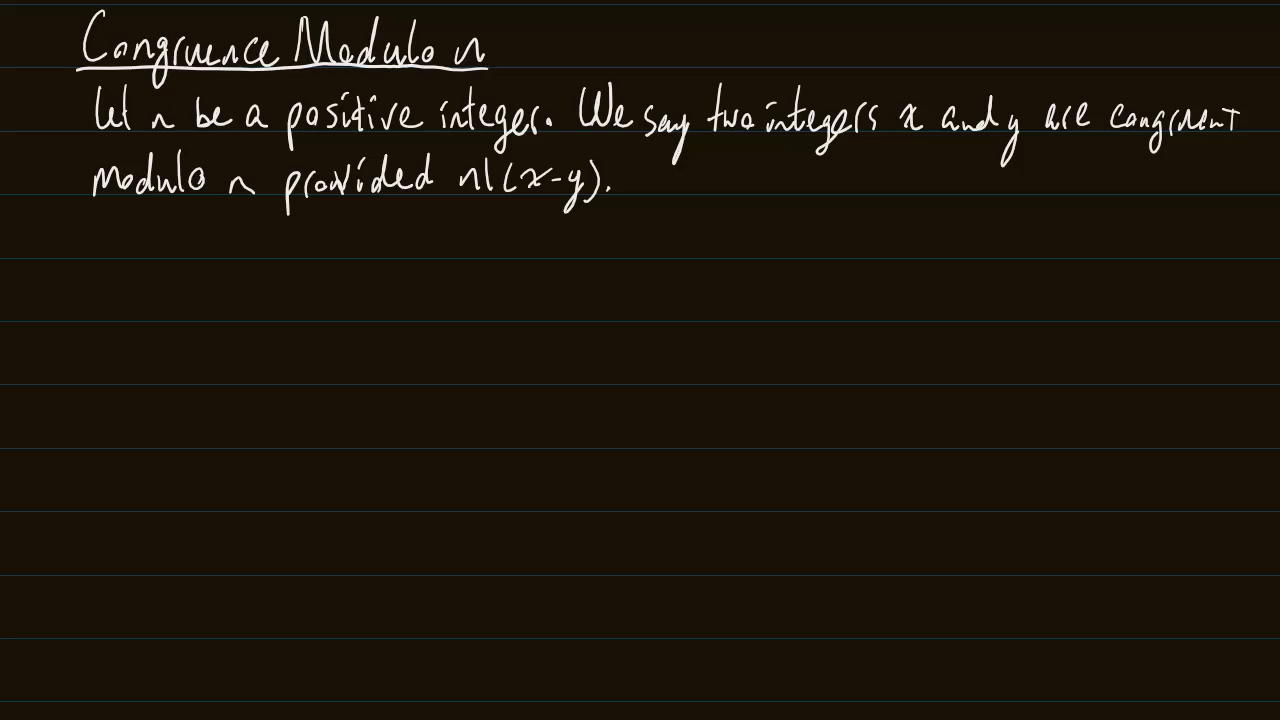 Congruence Modulo n
Let n be a positive integer. We say two integers x and y are congruent
modulo n provided n|(x-y).